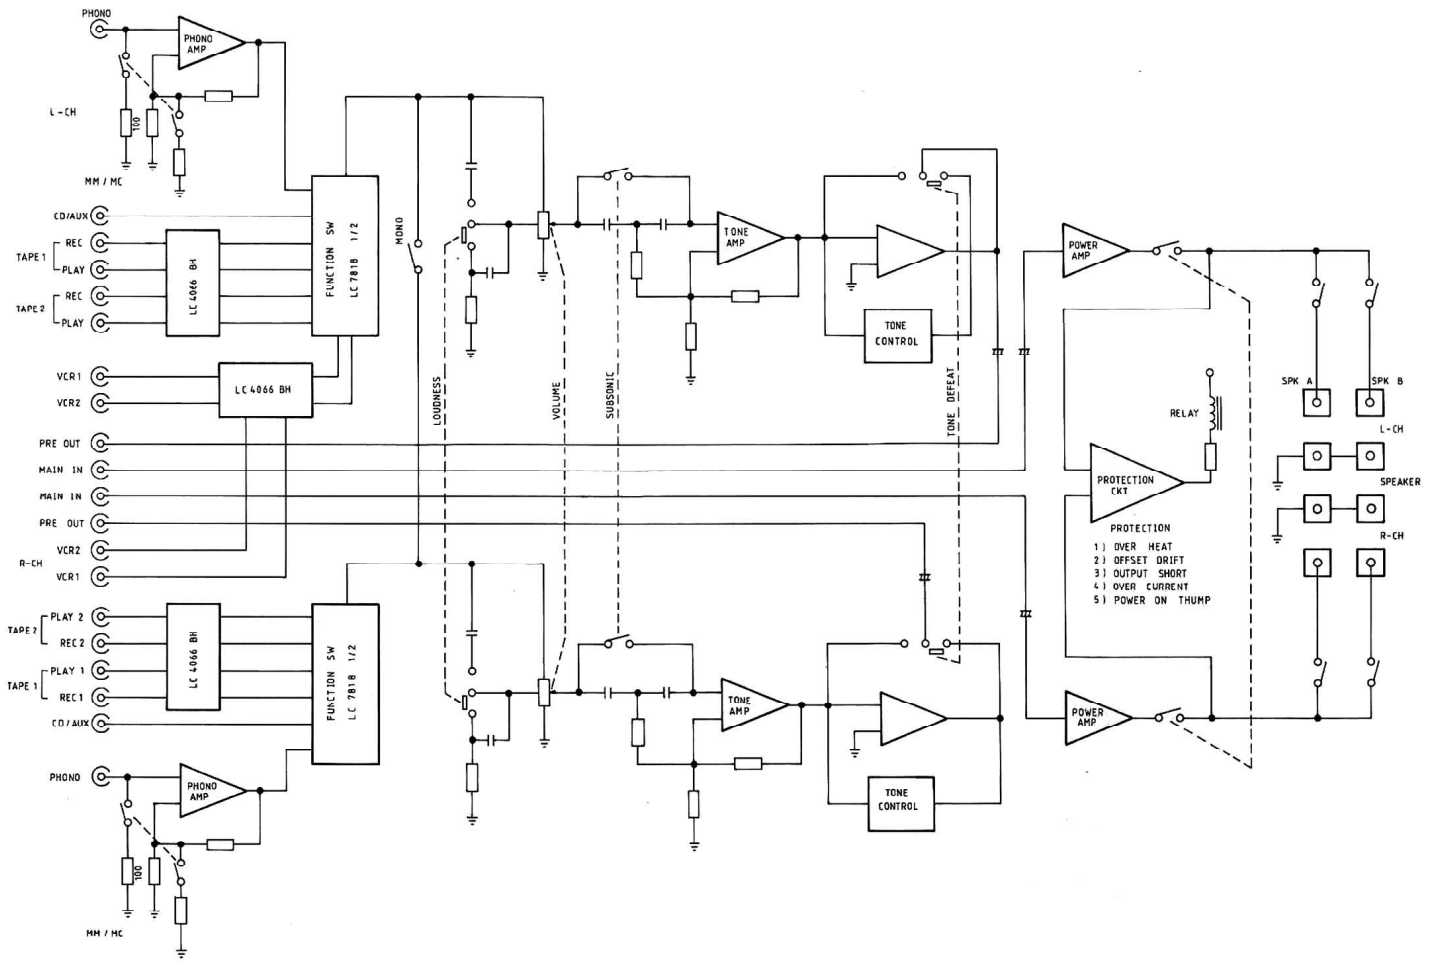 PHONO
PHONO
AMP
L-CH
100
MM / MC
CD/AUX
REC
TAPE 1
PLAY
REC
TAPE 2
PLAY
LC 4066 BH
FUNCTION SW
LC 7818 1/2
VCR 1
VCR2
LC 4066 BH
PRE OUT
MAIN IN
MAIN IN
PRE OUT
VCR2
R-CH
VCR1
MONO
LOUDNESS
VOLUME
SUBSONIC
TONE
AMP
TONE
CONTROL
TONE DEFEAT
POWER
AMP
RELAY
SPK A
SPK B
L-CH
SPEAKER
R-CH
PROTECTION
CKT
PROTECTION
1) OVER HEAT
2) OFFSET DRIFT
3) OUTPUT SHORT
4) OVER CURRENT
5) POWER ON THUMP
PLAY 2
TAPE 2
REC 2
PLAY 1
TAPE 1
REC 1
CD/AUX
LC 4066 BH
FUNCTION SW
LC 7818 1/2
TONE
AMP
TONE
CONTROL
POWER
AMP
PHONO
PHONO
AMP
100
MM / MC